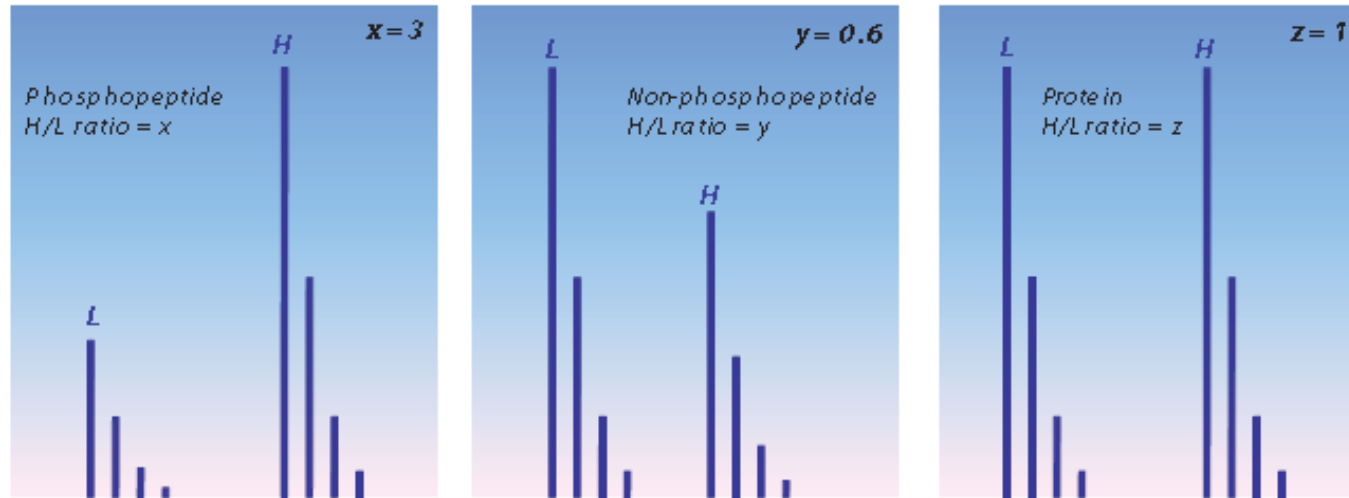 x = 3
H
Phosphopeptide
H/L ratio = x
L
y = 0.6
L
Non-phosphopeptide
H/L ratio = y
H
z = 1
L
H
Protein
H/L ratio = z